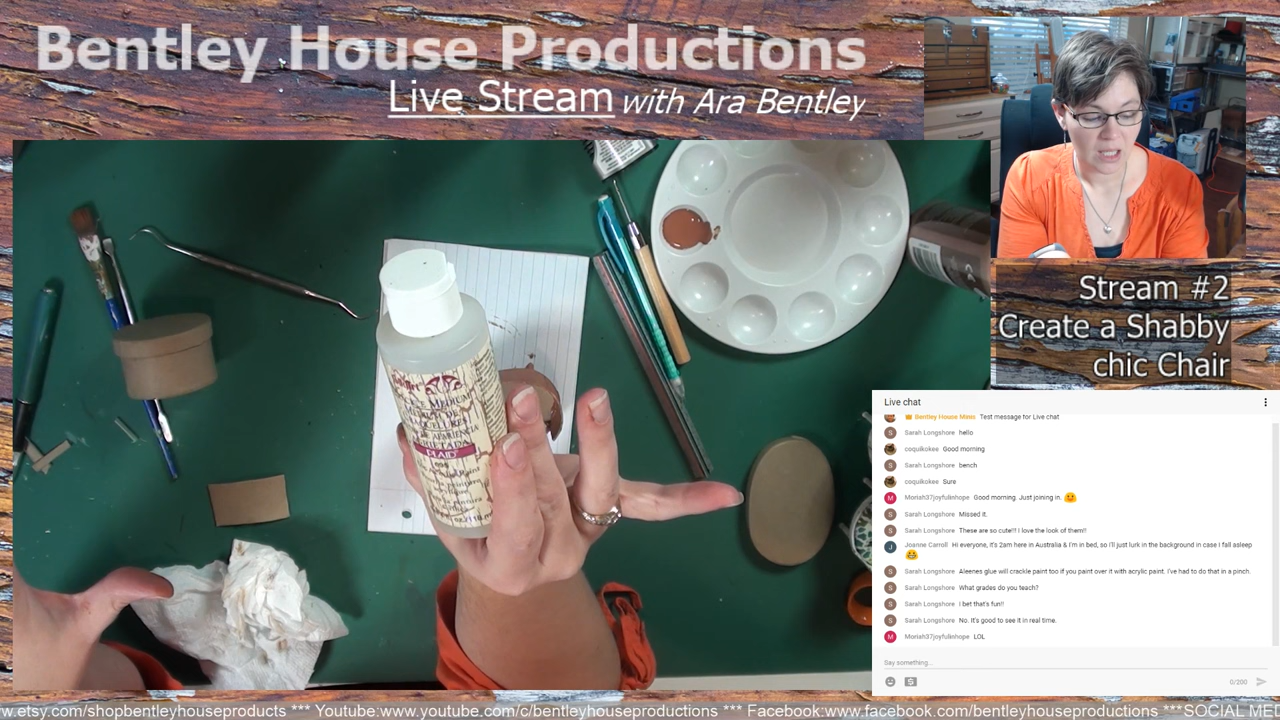 Bentley House Productions
Live Stream with Ara Bentley
Stream #2
Create a Shabby
chic Chair
MEDIUM
PLAID
Live chat
Bentley House Minis Test message for Live chat
S Sarah Longshore hello
coquikokee Good morning
S Sarah Longshore bench
coquikokee Sure
M Moriah37joyfulinhope Good morning. Just joining in.
S Sarah Longshore Missed it.
S Sarah Longshore These are so cute!!! I love the look of them!!
J Joanne Carroll Hi everyone, it's 2am here in Australia & I'm in bed, so I'll just lurk in the background in case I fall asleep
S Sarah Longshore Aleenes glue will crackle paint too if you paint over it with acrylic paint. I've had to do that in a pinch.
S Sarah Longshore What grades do you teach?
S Sarah Longshore I bet that's fun!!
S Sarah Longshore No. It's good to see it in real time.
M Moriah37joyfulinhope LOL
Say something...
0/200
w.etsy.com/shopbentleyhouseproducts *** Youtube:www.youtube.com/c/bentleyhouseproductions *** Facebook:www.facebook.com/bentleyhouseproductions ***SOCIAL MEI